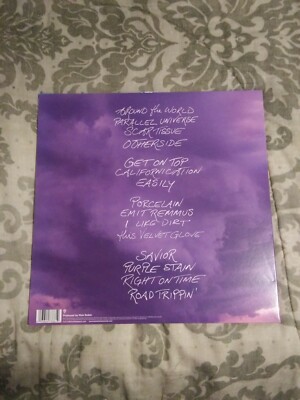 AROUND THE WORLD
PARALLEL UNIVERSE
SCAR TISSUE
OTHERSIDE
GET ON TOP
CALIFORNICATION
EASILY
PORCELAIN
EMIT REMMUS
I LIKE DIRT
THIS VELVET GLOVE
SAVIOR
PURPLE STAIN
RIGHT ON TIME
ROAD TRIPPIN'